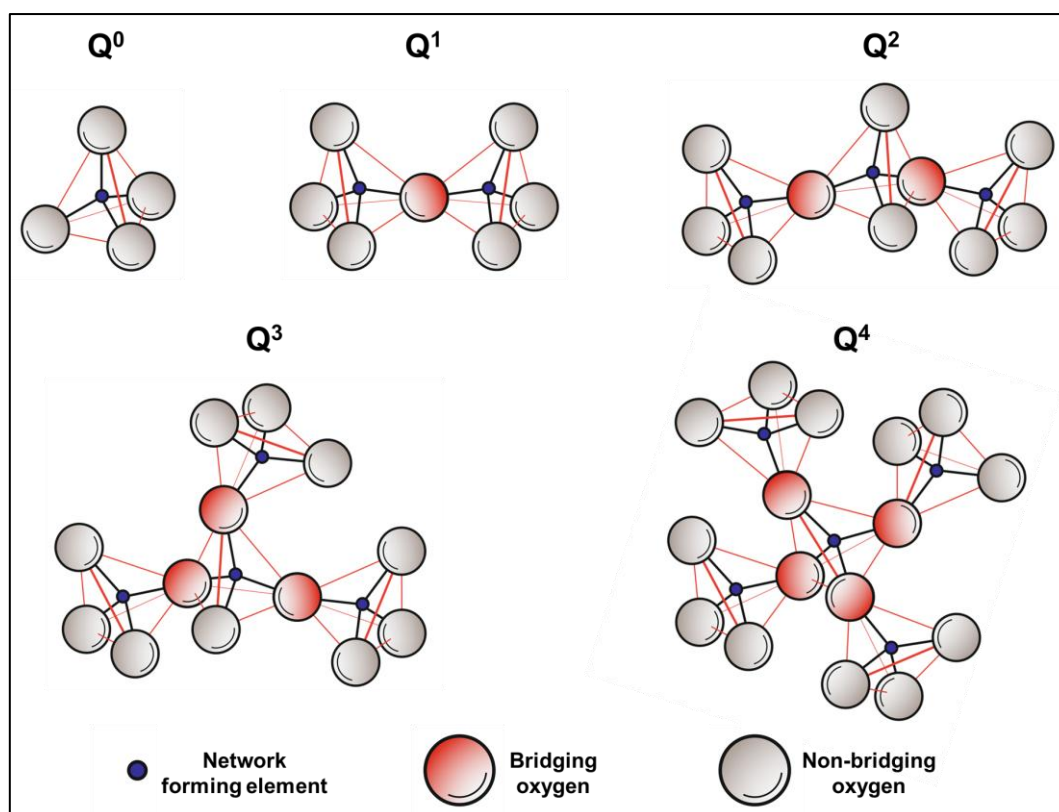 Q⁰
Q¹
Q²
Q³
Q⁴
Network
forming element
Bridging
oxygen
Non-bridging
oxygen